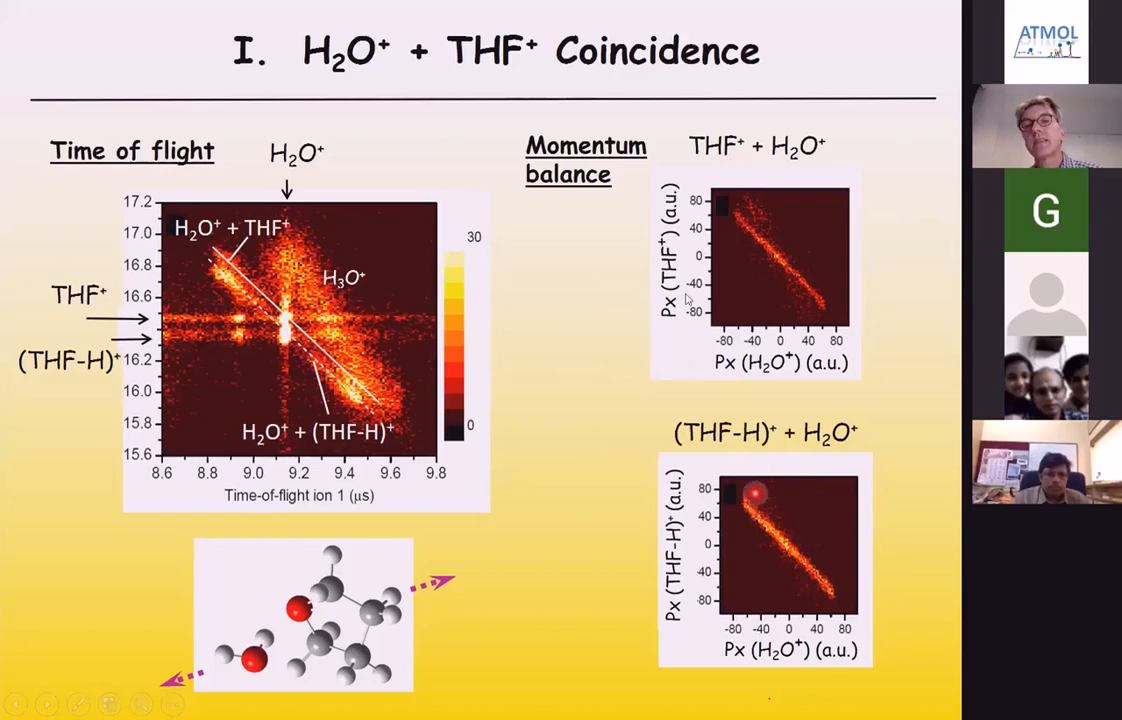 I. H₂O⁺ + THF⁺ Coincidence
Time of flight
H₂O⁺
17.2
17.0
16.8
16.6
16.2
16.0
15.8
15.6
H₂O⁺ + THF⁺
H₃O⁺
THF⁺
(THF-H)⁺
H₂O⁺ + (THF-H)⁺
8.6 8.8 9.0 9.2 9.4 9.6 9.8
Time-of-flight ion 1 (μs)
30
0
Momentum
balance
THF⁺ + H₂O⁺
Px (THF⁺) (a.u.)
80
40
0
-40
-80
-80 -40 0 40 80
Px (H₂O⁺) (a.u.)
(THF-H)⁺ + H₂O⁺
Px (THF-H)⁺ (a.u.)
80
40
0
-40
-80
-80 -40 0 40 80
Px (H₂O⁺) (a.u.)
ATMOL
G